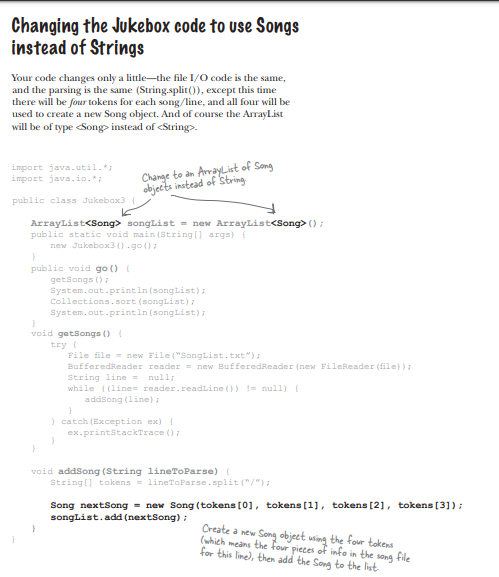 Changing the Jukebox code to use Songs
instead of Strings
Your code changes only a little—the file I/O code is the same,
and the parsing is the same (String.split()), except this time
there will be four tokens for each song/line, and all four will be
used to create a new Song object. And of course the ArrayList
will be of type <Song> instead of <String>.
import java.util.*;
import java.io.*;
Change to an ArrayList of Song
objects instead of String
public class Jukebox3 {
ArrayList<Song> songList = new ArrayList<Song>();
public static void main(String[] args) {
new Jukebox3().go();
}
public void go() {
getSongs();
System.out.println(songList);
Collections.sort(songList);
System.out.println(songList);
}
void getSongs() {
try {
File file = new File("SongList.txt");
BufferedReader reader = new BufferedReader(new FileReader(file));
String line = null;
while ((line= reader.readLine()) != null) {
addSong(line);
}
} catch(Exception ex) {
ex.printStackTrace();
}
}
void addSong(String lineToParse) {
String[] tokens = lineToParse.split("/");
Song nextSong = new Song(tokens[0], tokens[1], tokens[2], tokens[3]);
songList.add(nextSong);
}
}
Create a new Song object using the four tokens
(which means the four pieces of info in the song file
for this line), then add the Song to the list.